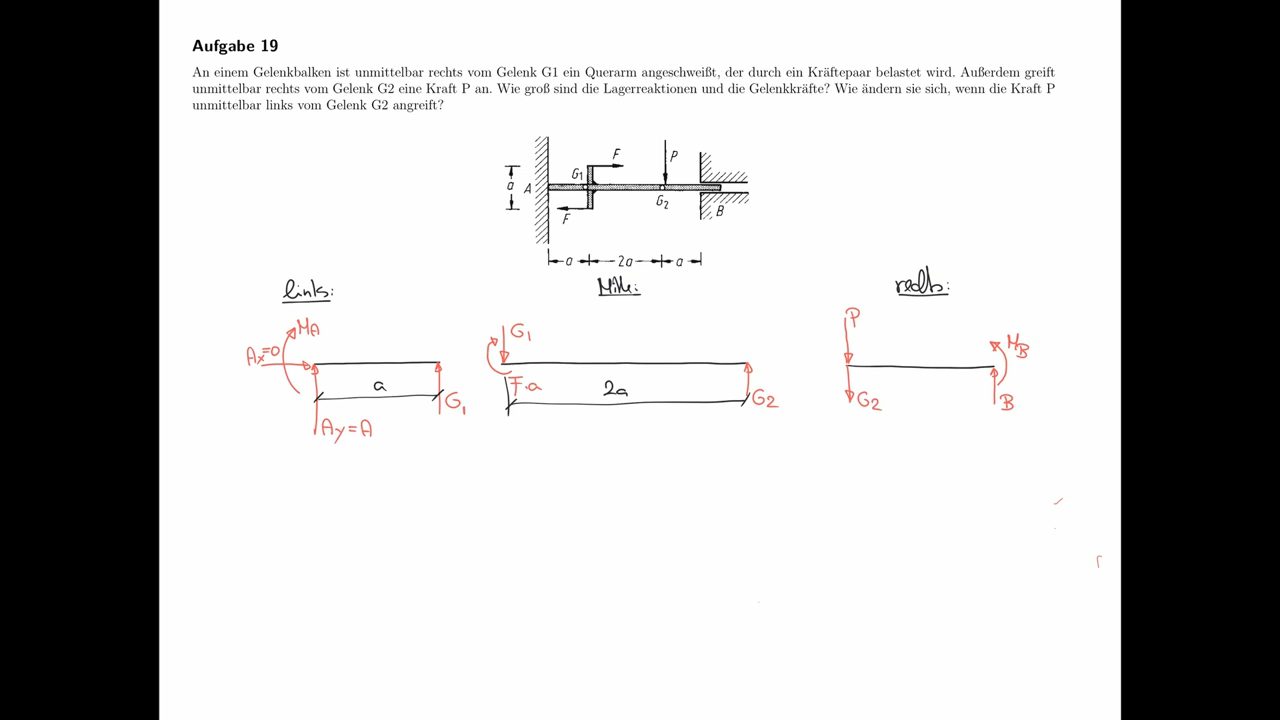 Aufgabe 19
An einem Gelenkbalken ist unmittelbar rechts vom Gelenk G1 ein Querarm angeschweißt, der durch ein Kräftepaar belastet wird. Außerdem greift
unmittelbar rechts vom Gelenk G2 eine Kraft P an. Wie groß sind die Lagerreaktionen und die Gelenkkräfte? Wie ändern sie sich, wenn die Kraft P
unmittelbar links vom Gelenk G2 angreift?
F
P
G1
a
A
G2
B
F
a
2a
a
links:
Mitte:
rechts:
MA
Ax=0
a
G1
Ay=A
G1
F·a
2a
G2
P
MB
G2
B